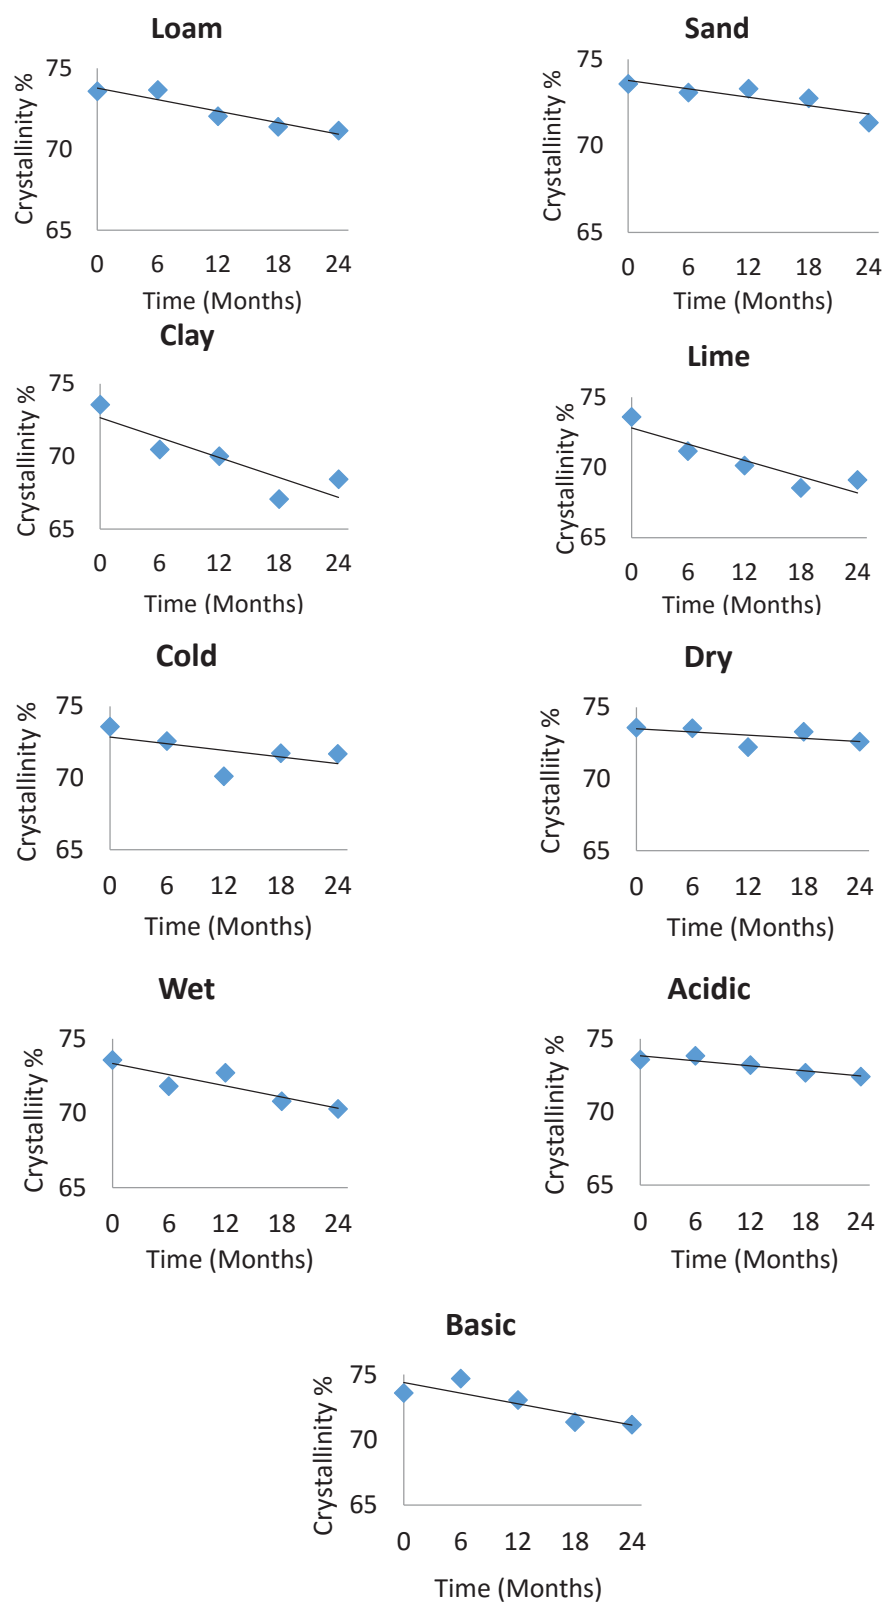 Loam
Crystallinity %
75
70
65
0 6 12 18 24
Time (Months)
Sand
Crystallinity %
75
70
65
0 6 12 18 24
Time (Months)
Clay
Crystallinity %
75
70
65
0 6 12 18 24
Time (Months)
Lime
Crystallinity %
75
70
65
0 6 12 18 24
Time (Months)
Cold
Crystallinity %
75
70
65
0 6 12 18 24
Time (Months)
Dry
Crystalliity %
75
70
65
0 6 12 18 24
Time (Months)
Wet
Crystalliity %
75
70
65
0 6 12 18 24
Time (Months)
Acidic
Crystallinity %
75
70
65
0 6 12 18 24
Time (Months)
Basic
Crystallinity %
75
70
65
0 6 12 18 24
Time (Months)